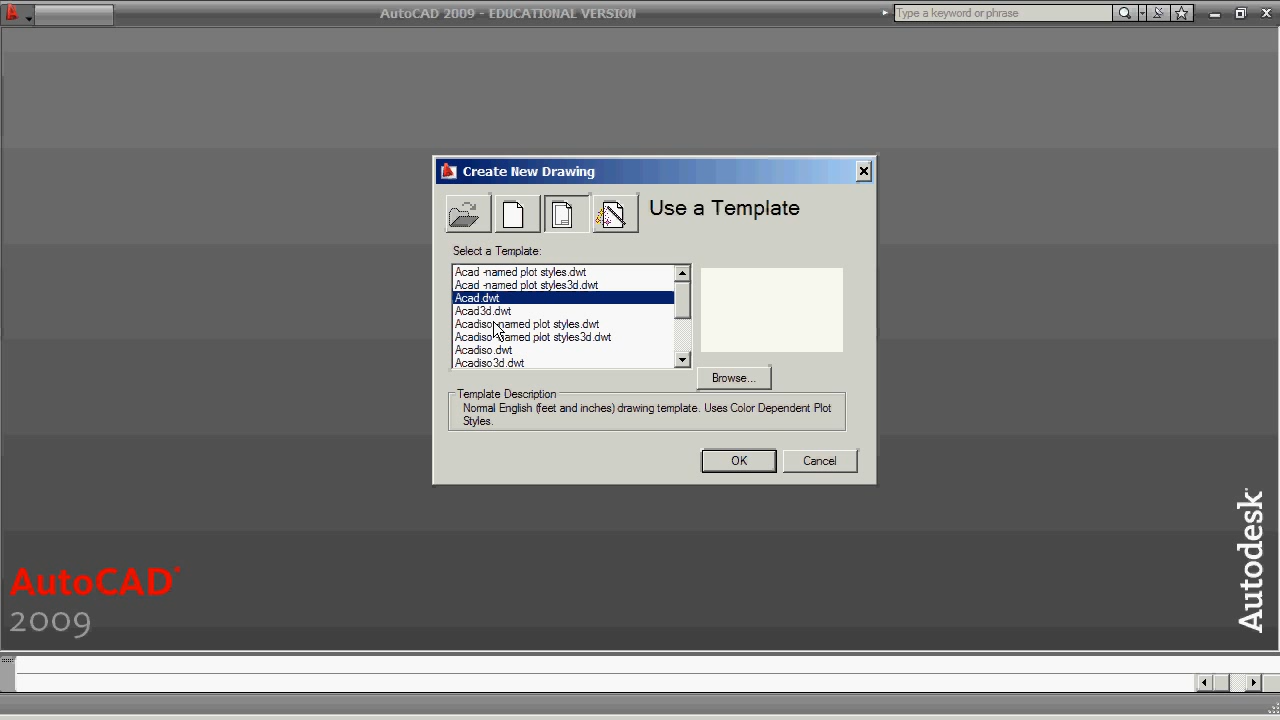 AutoCAD 2009 - EDUCATIONAL VERSION
Type a keyword or phrase
Create New Drawing
Use a Template
Select a Template:
Acad -named plot styles.dwt
Acad -named plot styles3d.dwt
Acad.dwt
Acad3d.dwt
Acadiso -named plot styles.dwt
Acadiso -named plot styles3d.dwt
Acadiso.dwt
Acadiso3d.dwt
Browse...
Template Description
Normal English (feet and inches) drawing template. Uses Color Dependent Plot
Styles.
OK
Cancel
AutoCAD
2009
Autodesk